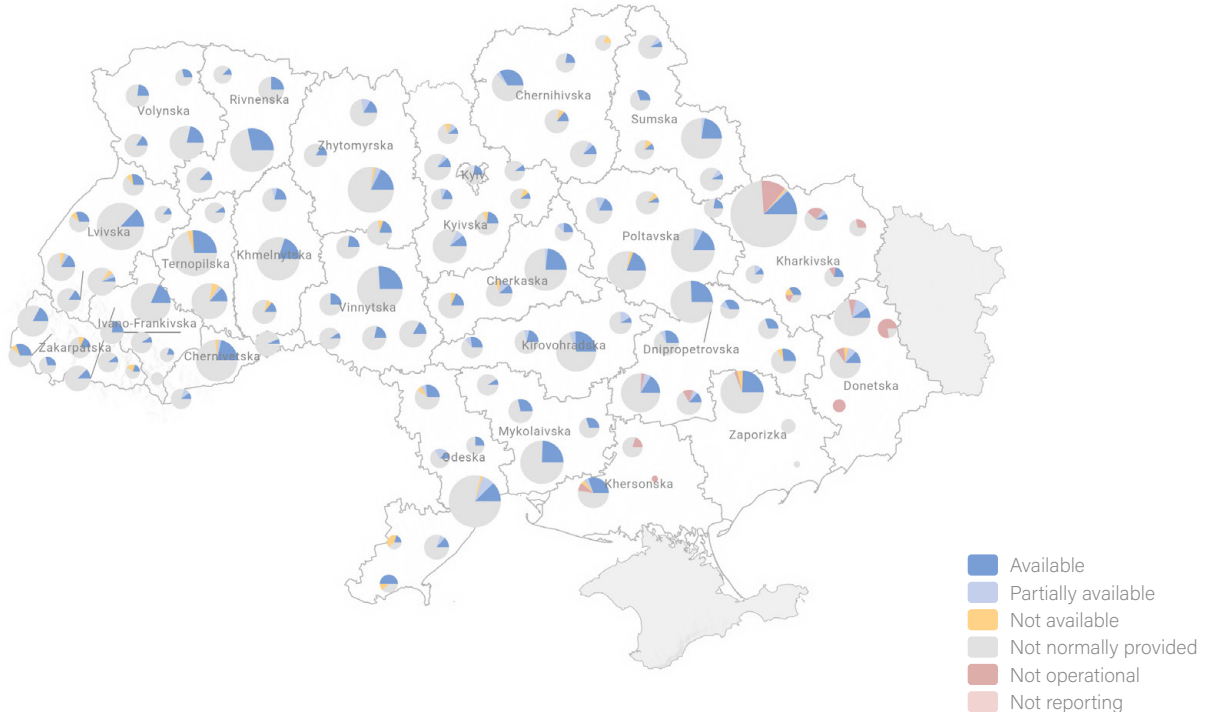 Chernihivska
Volynska
Rivnenska
Sumska
Zhytomyrska
Kyiv
Kyivska
Lvivska
Poltavska
Ternopilska
Khmelnytska
Kharkivska
Cherkaska
Vinnytska
Ivano-Frankivska
Zakarpatska
Chernivetska
Kirovohradska
Dnipropetrovska
Donetska
Mykolaivska
Zaporizka
Odeska
Khersonska
Available
Partially available
Not available
Not normally provided
Not operational
Not reporting